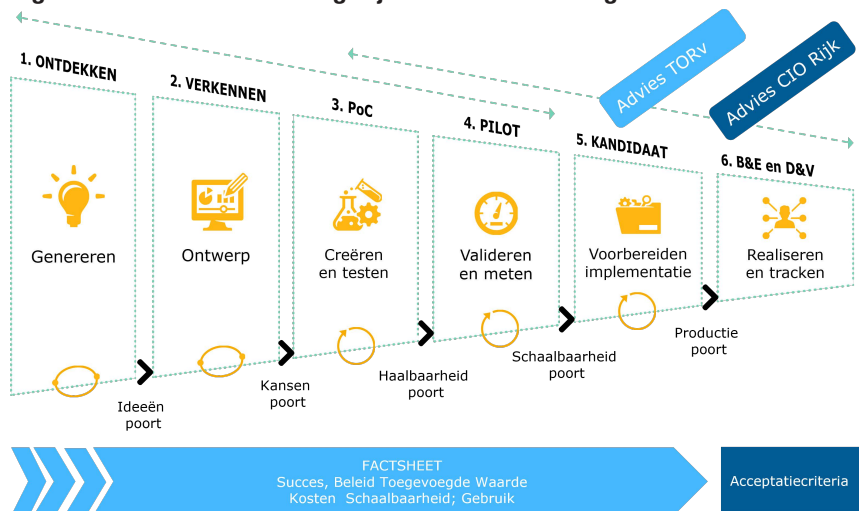 1. ONTDEKKEN
2. VERKENNEN
3. PoC
4. PILOT
5. KANDIDAAT
6. B&E en D&V
Advies TORv
Advies CIO Rijk
Genereren
Ontwerp
Creëren
en testen
Valideren
en meten
Voorbereiden
implementatie
Realiseren
en tracken
Ideeën
poort
Kansen
poort
Haalbaarheid
poort
Schaalbaarheid
poort
Productie
poort
FACTSHEET
Succes, Beleid Toegevoegde Waarde
Kosten Schaalbaarheid; Gebruik
Acceptatiecriteria